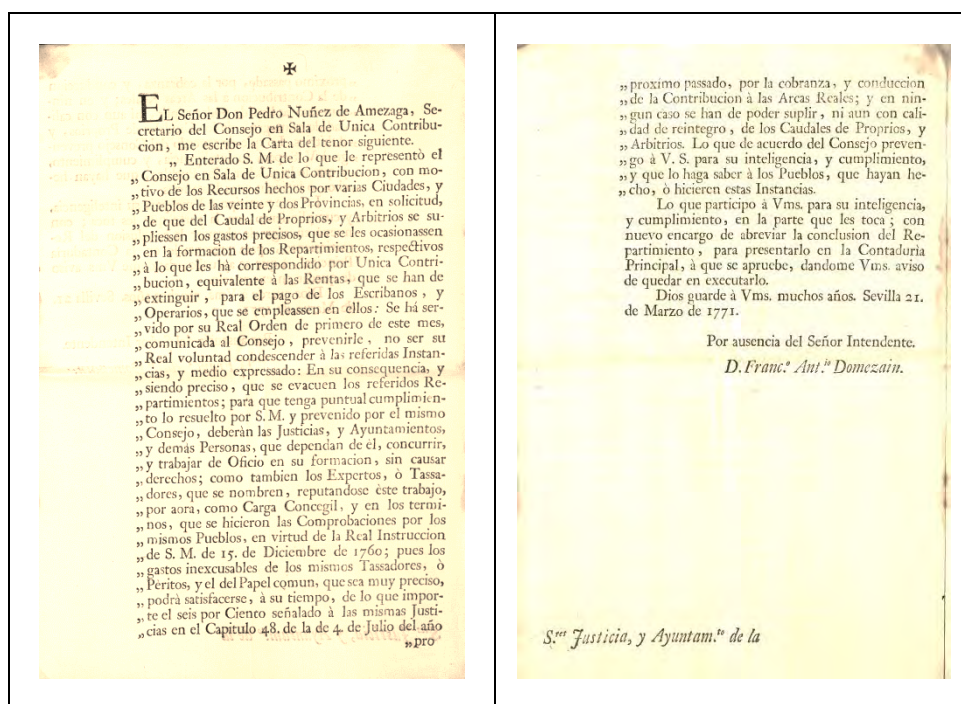 ✠
EL Señor Don Pedro Nuñez de Amezaga, Se-
cretario del Consejo en Sala de Unica Contribu-
cion, me escribe la Carta del tenor siguiente.
„ Enterado S. M. de lo que le representò el
„ Consejo en Sala de Unica Contribucion, con mo-
„ tivo de los Recursos hechos por varias Ciudades, y
„ Pueblos de las veinte y dos Provincias, en solicitud,
„ de que del Caudal de Proprios, y Arbitrios se su-
„ pliessen los gastos precisos, que se les ocasionassen
„ en la formacion de los Repartimientos, respectivos
„ à lo que les hà correspondido por Unica Contri-
„ bucion, equivalente à las Rentas, que se han de
„ extinguir, para el pago de los Escribanos, y
„ Operarios, que se empleassen en ellos: Se há ser-
„ vido por su Real Orden de primero de este mes,
„ comunicada al Consejo, prevenirle, no ser su
„ Real voluntad condescender à las referidas Instan-
„ cias, y medio expressado: En su consequencia, y
„ siendo preciso, que se evacuen los referidos Re-
„ partimientos; para que tenga puntual cumplimien-
„ to lo resuelto por S. M. y prevenido por el mismo
„ Consejo, deberàn las Justicias, y Ayuntamientos,
„ y demàs Personas, que dependan de èl, concurrir,
„ y trabajar de Oficio en su formacion, sin causar
„ derechos; como tambien los Expertos, ò Tassa-
„ dores, que se nombren, reputandose èste trabajo,
„ por aora, como Carga Concegil, y en los termi-
„ nos, que se hicieron las Comprobaciones por los
„ mismos Pueblos, en virtud de la Real Instruccion
„ de S. M. de 15. de Diciembre de 1760; pues los
„ gastos inexcusables de los mismos Tassadores, ò
„ Peritos, y el del Papel comun, que sea muy preciso,
„ podrà satisfacerse, à su tiempo, de lo que impor-
„ te el seis por Ciento señalado à las mismas Justi-
„ cias en el Capitulo 48. de la de 4. de Julio del año
„pro
„ proximo passado, por la cobranza, y conduccion
„ de la Contribucion à las Arcas Reales; y en nin-
„ gun caso se han de poder suplir, ni aun con cali-
„ dad de reintegro, de los Caudales de Proprios, y
„ Arbitrios. Lo que de acuerdo del Consejo preven-
„ go à V. S. para su inteligencia, y cumplimiento,
„ y que lo haga saber à los Pueblos, que hayan he-
„ cho, ò hicieren estas Instancias.
Lo que participo à Vms. para su inteligencia,
y cumplimiento, en la parte que les toca; con
nuevo encargo de abreviar la conclusion del Re-
partimiento, para presentarlo en la Contaduria
Principal, à que se apruebe, dandome Vms. aviso
de quedar en executarlo.
Dios guarde à Vms. muchos años. Sevilla 21.
de Marzo de 1771.
Por ausencia del Señor Intendente.
D. Franc.º Ant.º Domezain.
S.res Justicia, y Ayuntam.to de la